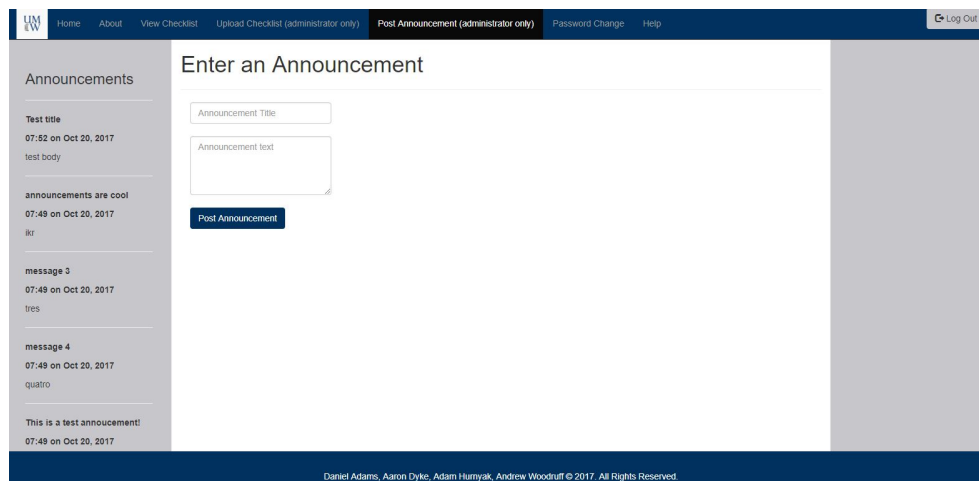 UM
W
Home About View Checklist Upload Checklist (administrator only) Post Announcement (administrator only) Password Change Help Log Out
Announcements
Test title
07:52 on Oct 20, 2017
test body
announcements are cool
07:49 on Oct 20, 2017
ikr
message 3
07:49 on Oct 20, 2017
tres
message 4
07:49 on Oct 20, 2017
quatro
This is a test annoucement!
07:49 on Oct 20, 2017
Enter an Announcement
Announcement Title
Announcement text
Post Announcement
Daniel Adams, Aaron Dyke, Adam Hurnyak, Andrew Woodruff © 2017. All Rights Reserved.